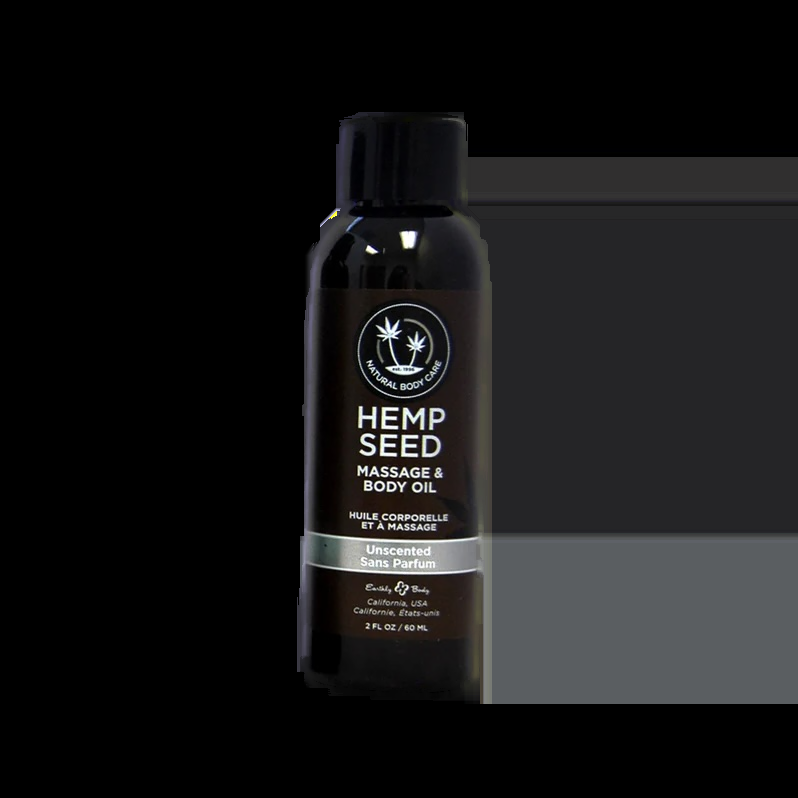 est. 1996
NATURAL BODY CARE
HEMP
SEED
MASSAGE &
BODY OIL
HUILE CORPORELLE
ET À MASSAGE
Unscented
Sans Parfum
Earthly Body
California, USA
Californie, États-unis
2 FL OZ / 60 ML